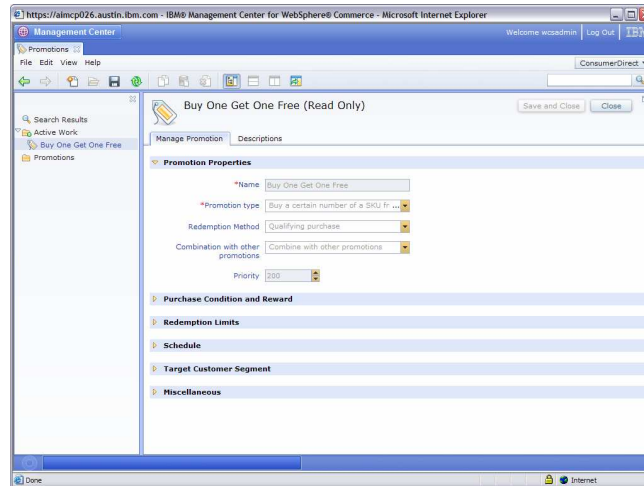 https://aimcp026.austin.ibm.com - IBM® Management Center for WebSphere® Commerce - Microsoft Internet Explorer
Management Center
Welcome wcsadmin
Log Out
IBM
Promotions
File Edit View Help
ConsumerDirect
Search Results
Active Work
Buy One Get One Free
Promotions
Buy One Get One Free (Read Only)
Save and Close
Close
Manage Promotion
Descriptions
Promotion Properties
*Name Buy One Get One Free
*Promotion type Buy a certain number of a SKU fr ...
Redemption Method Qualifying purchase
Combination with other promotions Combine with other promotions
Priority 200
Purchase Condition and Reward
Redemption Limits
Schedule
Target Customer Segment
Miscellaneous
Done
Internet